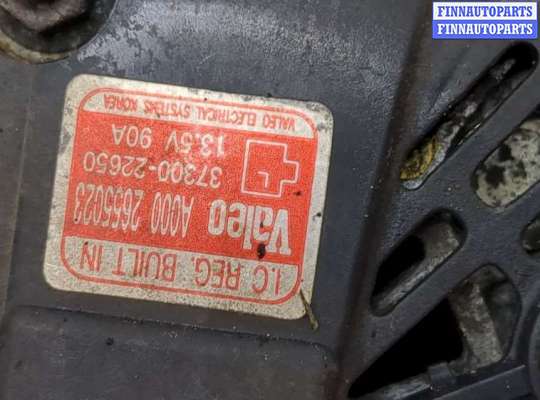 FINNAUTOPARTS
FINNAUTOPARTS
I.C REG. BUILT IN
Valeo
A000 2655023
37300-22650
L
13.5V 90A
VALEO ELECTRICAL SYSTEMS KOREA